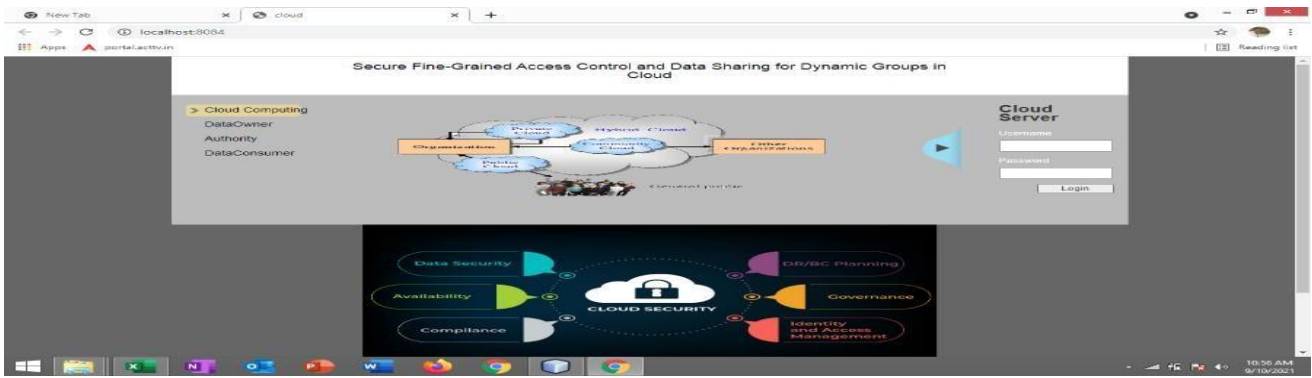 New Tab
cloud
localhost:8084
Apps
portal.acttv.in
Reading list
Secure Fine-Grained Access Control and Data Sharing for Dynamic Groups in
Cloud
> Cloud Computing
DataOwner
Authority
DataConsumer
Private
Cloud
Hybrid Cloud
Organization
Community
Cloud
Other
Organizations
Public
Cloud
General public
Cloud
Server
Username
Password
Login
Data Security
DR/BC Planning
Availability
CLOUD SECURITY
Governance
Compliance
Identity
and Access
Management
10:56 AM
9/10/2021